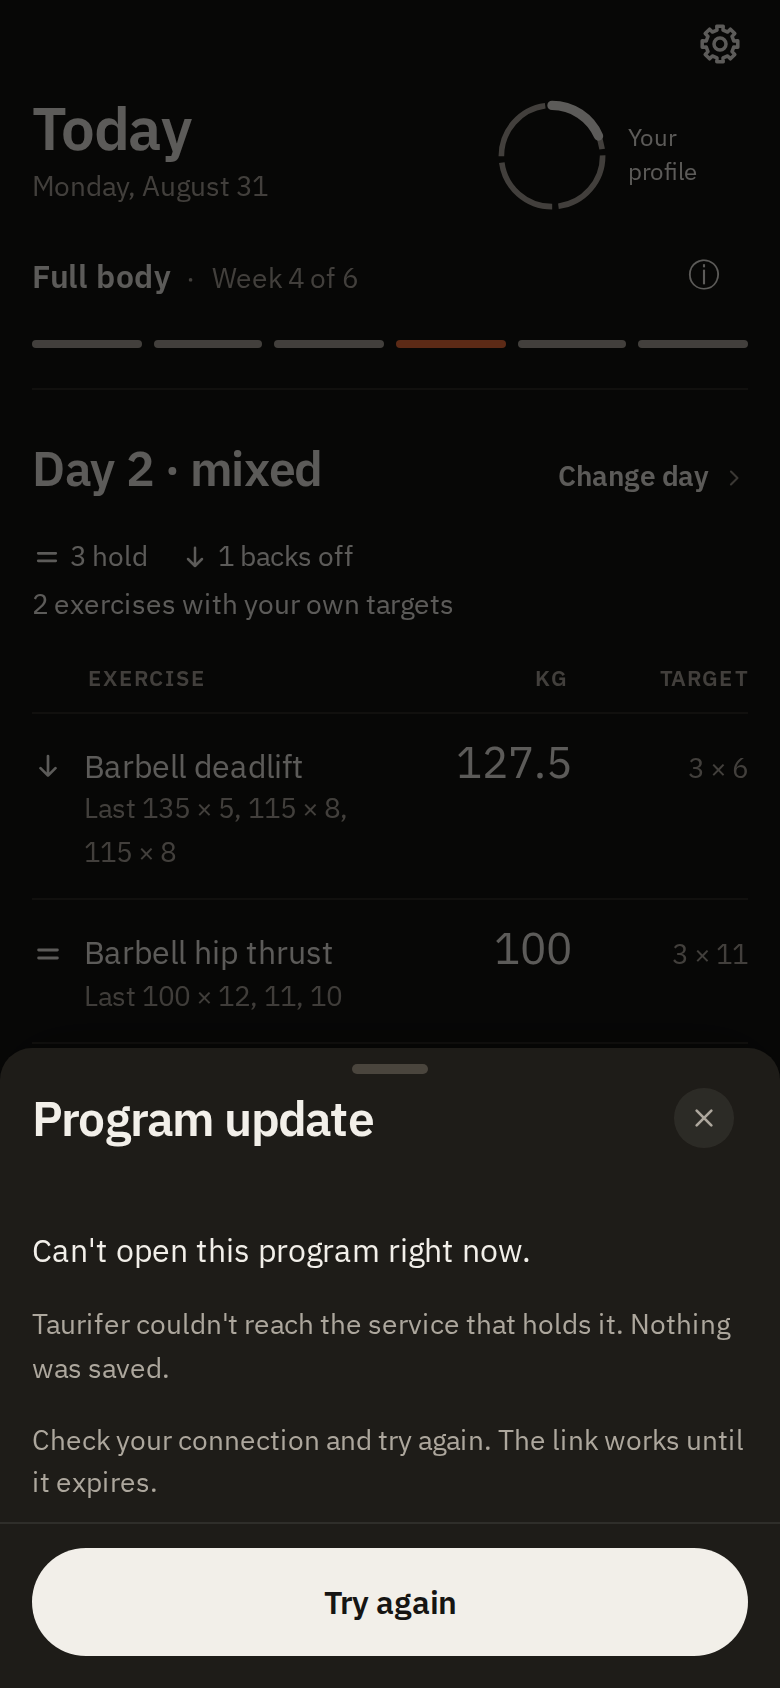 Today
Monday, August 31
Your
profile
Full body · Week 4 of 6
Day 2 · mixed
Change day
3 hold
1 backs off
2 exercises with your own targets
EXERCISE KG TARGET
Barbell deadlift 127.5 3 × 6
Last 135 × 5, 115 × 8,
115 × 8
Barbell hip thrust 100 3 × 11
Last 100 × 12, 11, 10
Program update
Can't open this program right now.
Taurifer couldn't reach the service that holds it. Nothing
was saved.
Check your connection and try again. The link works until
it expires.
Try again